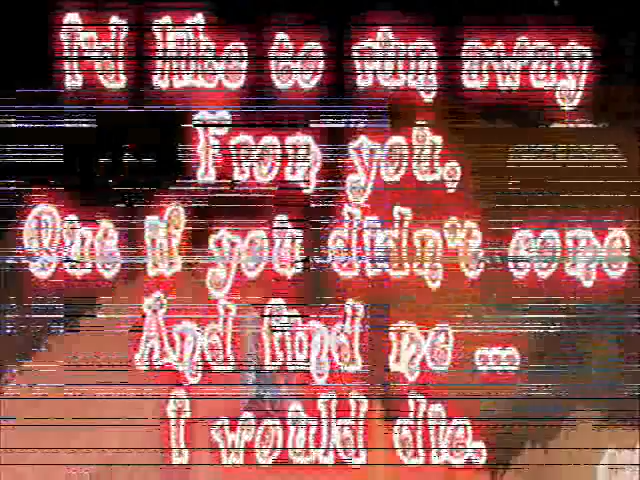 I'd like to run away
From you,
But if you didn't come
And find me ...
I would die.